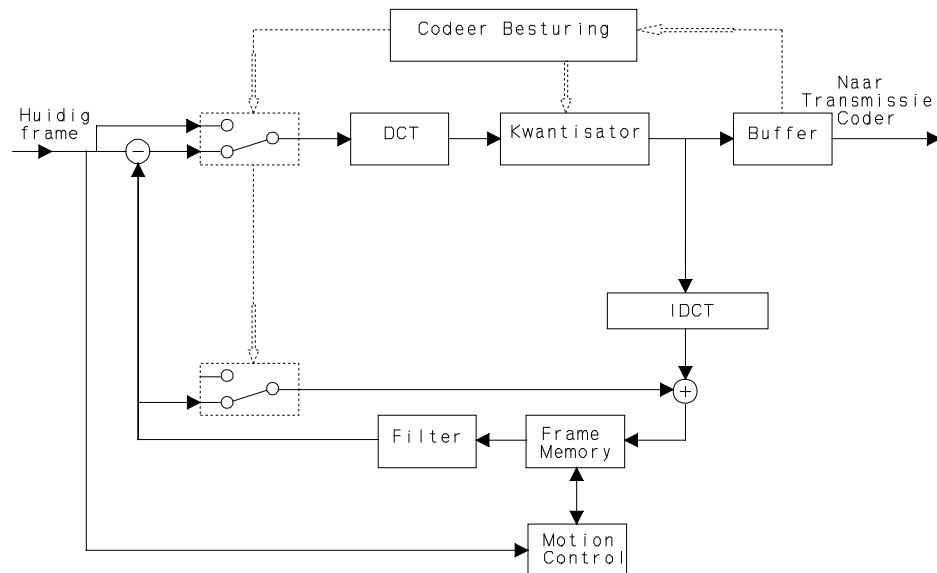 Codeer Besturing
Naar
Transmissie
Coder
Huidig
frame
DCT
Kwantisator
Buffer
IDCT
Filter
Frame
Memory
Motion
Control